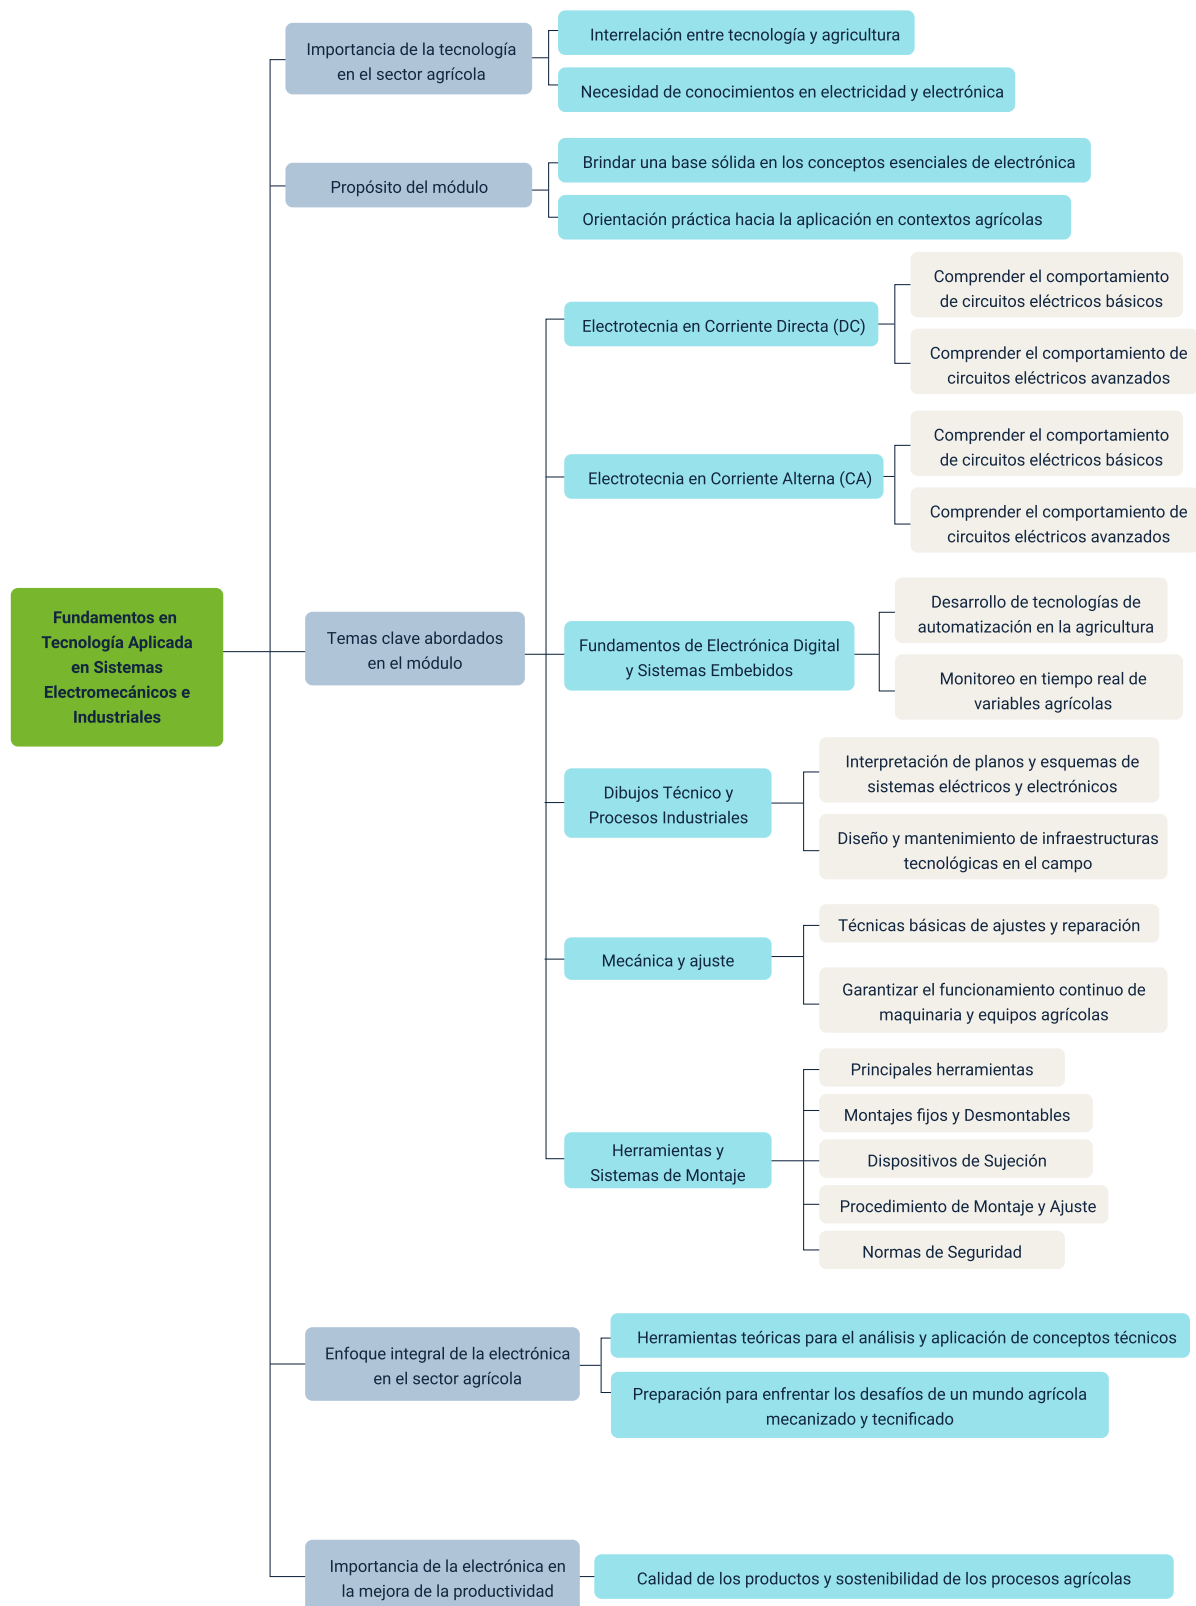 Fundamentos en
Tecnología Aplicada
en Sistemas
Electromecánicos e
Industriales
Importancia de la tecnología
en el sector agrícola
Interrelación entre tecnología y agricultura
Necesidad de conocimientos en electricidad y electrónica
Propósito del módulo
Brindar una base sólida en los conceptos esenciales de electrónica
Orientación práctica hacia la aplicación en contextos agrícolas
Temas clave abordados
en el módulo
Electrotecnia en Corriente Directa (DC)
Comprender el comportamiento
de circuitos eléctricos básicos
Comprender el comportamiento de
circuitos eléctricos avanzados
Electrotecnia en Corriente Alterna (CA)
Comprender el comportamiento
de circuitos eléctricos básicos
Comprender el comportamiento de
circuitos eléctricos avanzados
Fundamentos de Electrónica Digital
y Sistemas Embebidos
Desarrollo de tecnologías de
automatización en la agricultura
Monitoreo en tiempo real de
variables agrícolas
Dibujos Técnico y
Procesos Industriales
Interpretación de planos y esquemas de
sistemas eléctricos y electrónicos
Diseño y mantenimiento de infraestructuras
tecnológicas en el campo
Mecánica y ajuste
Técnicas básicas de ajustes y reparación
Garantizar el funcionamiento continuo de
maquinaria y equipos agrícolas
Herramientas y
Sistemas de Montaje
Principales herramientas
Montajes fijos y Desmontables
Dispositivos de Sujeción
Procedimiento de Montaje y Ajuste
Normas de Seguridad
Enfoque integral de la electrónica
en el sector agrícola
Herramientas teóricas para el análisis y aplicación de conceptos técnicos
Preparación para enfrentar los desafíos de un mundo agrícola
mecanizado y tecnificado
Importancia de la electrónica en
la mejora de la productividad
Calidad de los productos y sostenibilidad de los procesos agrícolas